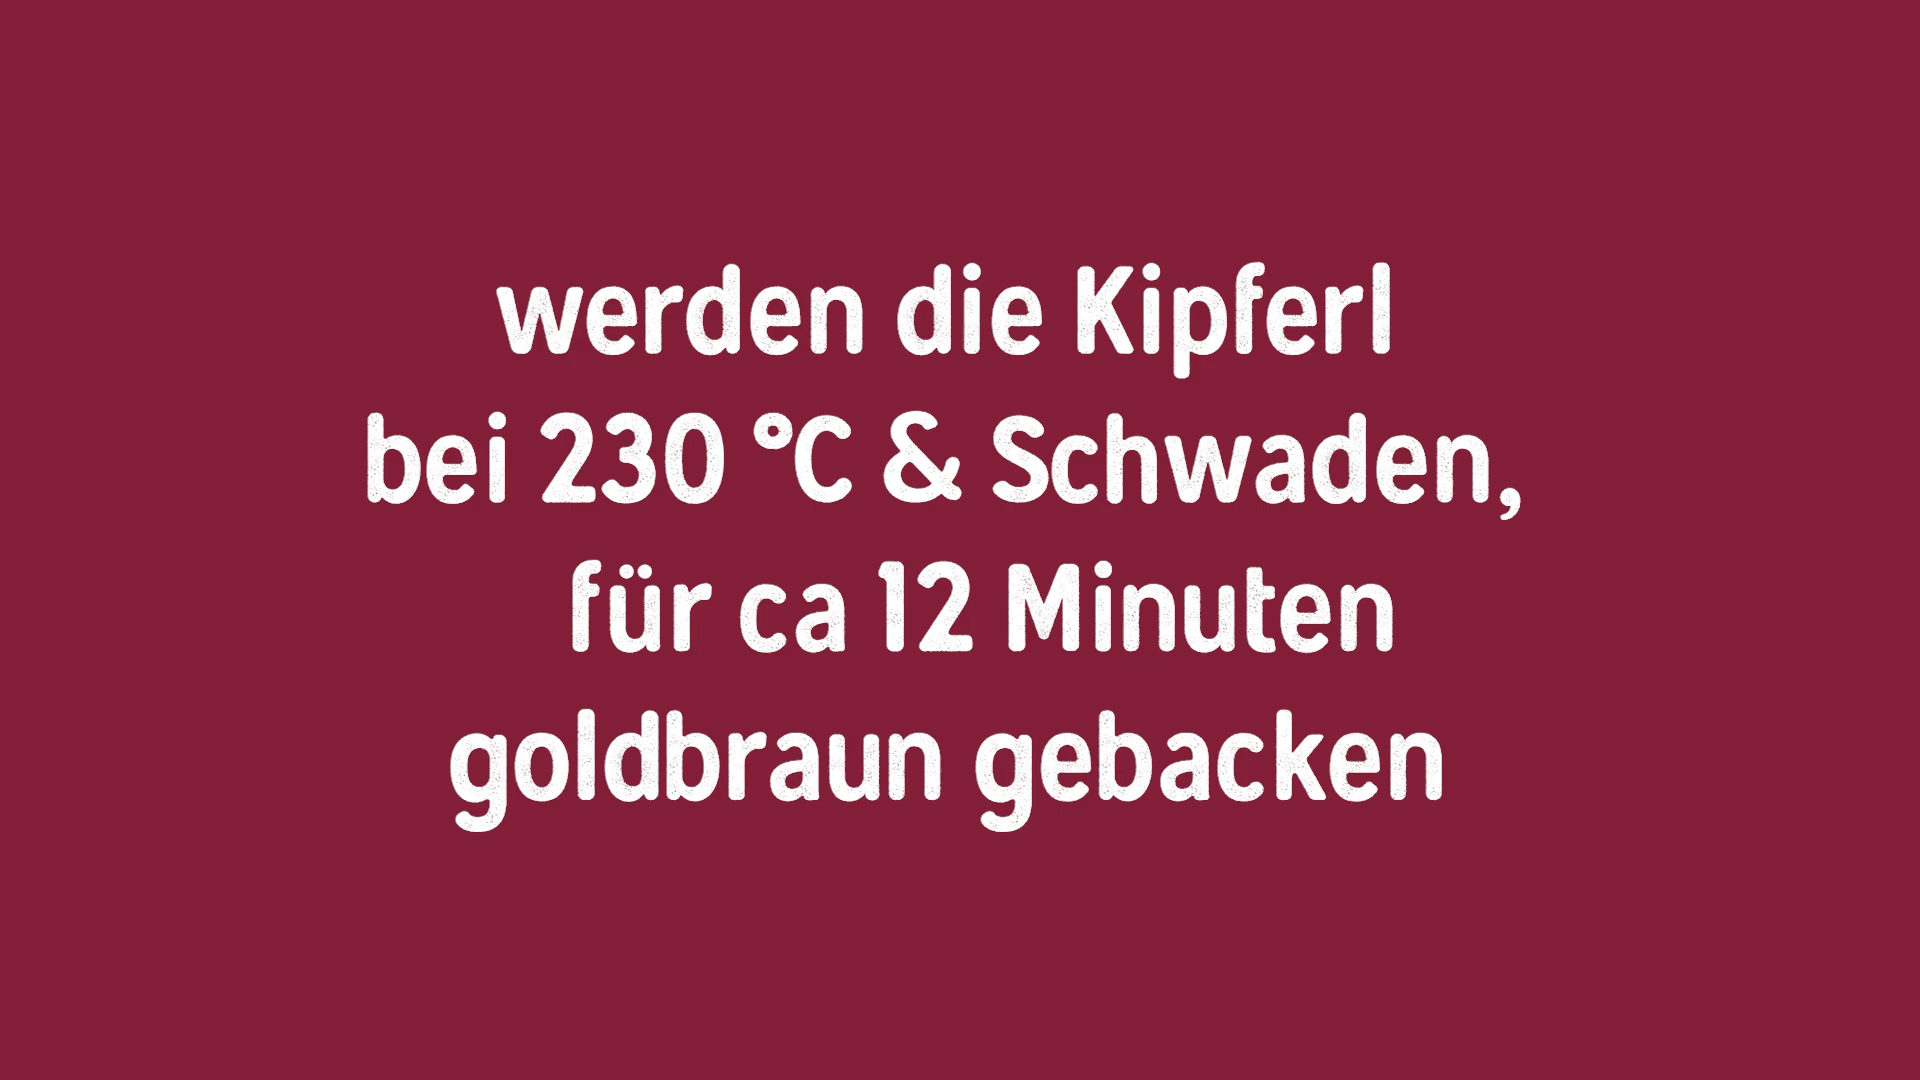 werden die Kipferl
bei 230 °C & Schwaden,
für ca 12 Minuten
goldbraun gebacken